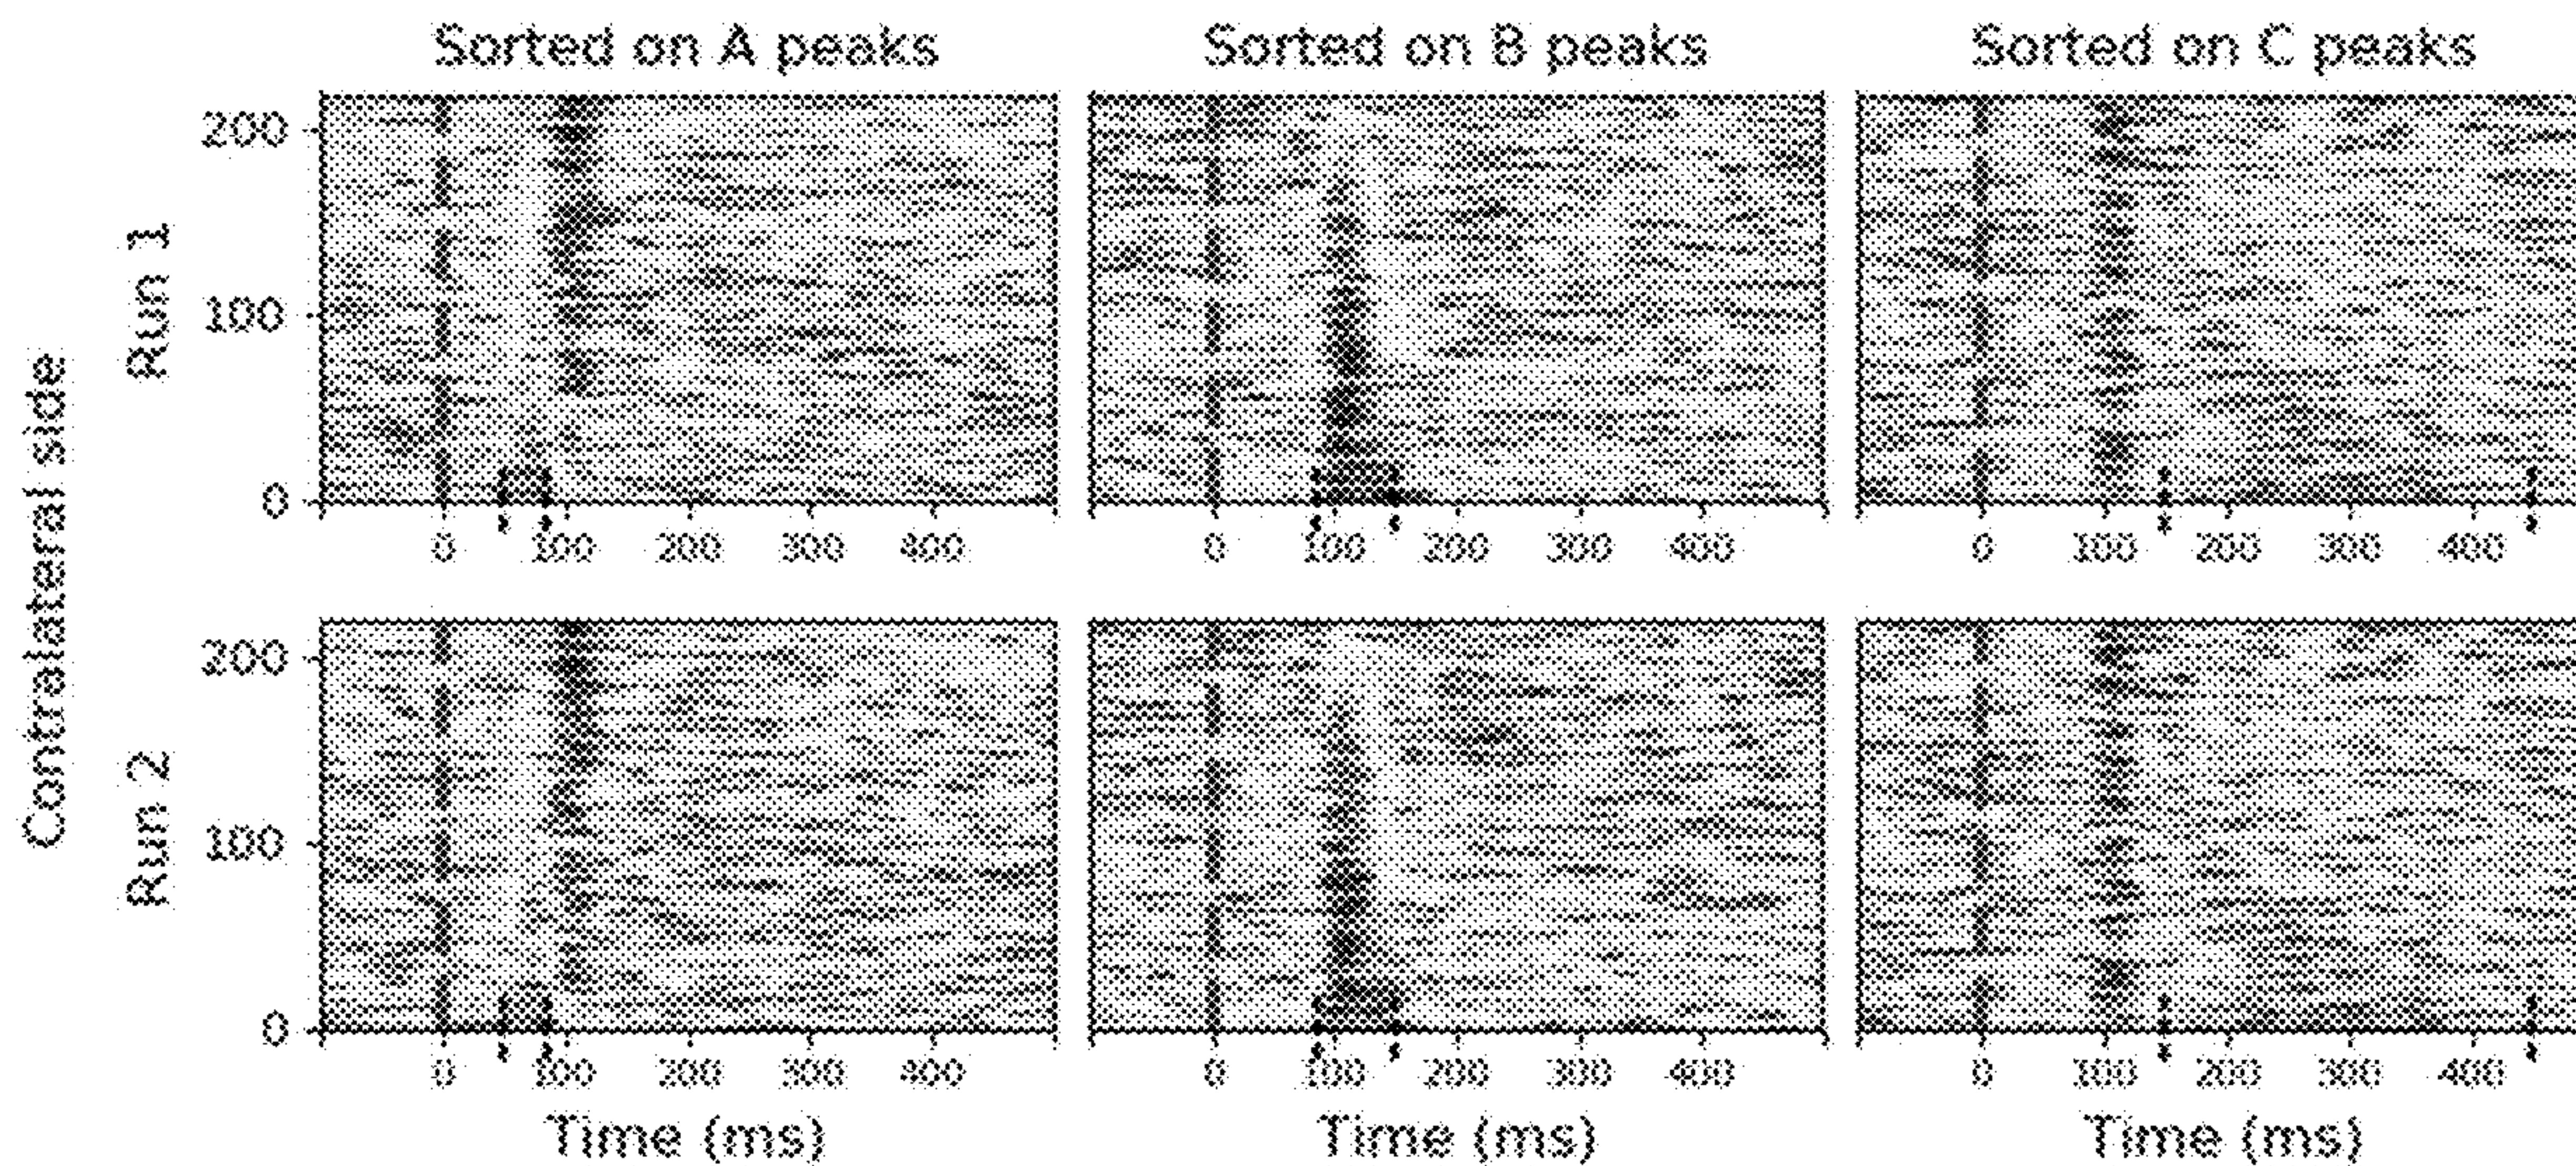 Sorted on A peaks
Sorted on B peaks
Sorted on C peaks
Contralateral side
Run 1
200
100
0
0 100 200 300 400
0 100 200 300 400
0 100 200 300 400
Run 2
200
100
0
0 100 200 300 400
0 100 200 300 400
0 100 200 300 400
Time (ms)
Time (ms)
Time (ms)